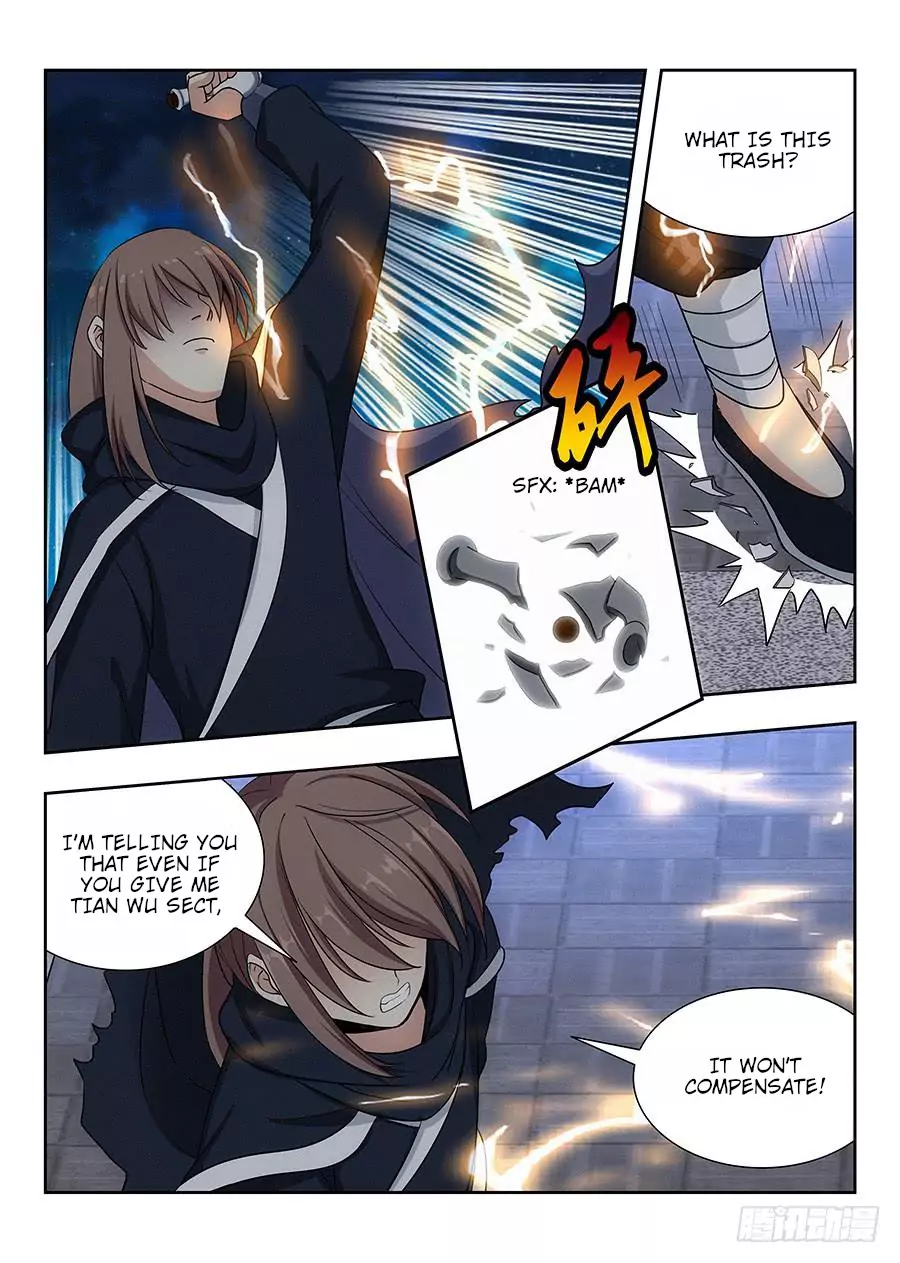 WHAT IS THIS
TRASH?
砰
SFX: *BAM*
I'M TELLING YOU
THAT EVEN IF
YOU GIVE ME
TIAN WU SECT,
IT WON'T
COMPENSATE!
腾讯动漫